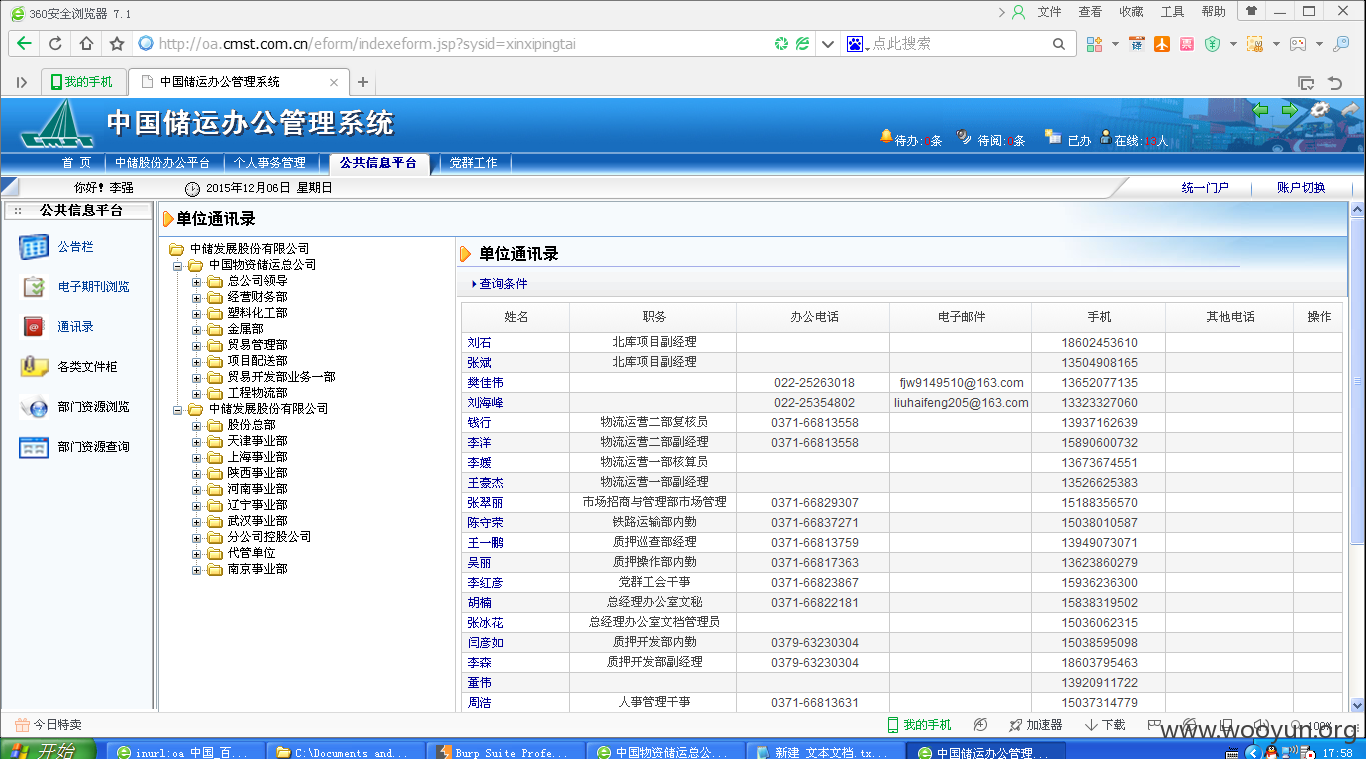 360安全浏览器 7.1 文件 查看 收藏 工具 帮助
http://oa.cmst.com.cn/eform/indexeform.jsp?sysid=xinxipingtai 点此搜索
我的手机 中国储运办公管理系统
中国储运办公管理系统
待办: 条 待阅: 条 已办 在线: 人
首 页 中储股份办公平台 个人事务管理 公共信息平台 党群工作
你好! 李强 2015年12月06日 星期日 统一门户 账户切换
公共信息平台
公告栏
电子期刊浏览
通讯录
各类文件柜
部门资源浏览
部门资源查询
单位通讯录
中储发展股份有限公司
中国物资储运总公司
总公司领导
经营财务部
塑料化工部
金属部
贸易管理部
项目配送部
贸易开发部业务一部
工程物流部
中储发展股份有限公司
股份总部
天津事业部
上海事业部
陕西事业部
河南事业部
辽宁事业部
武汉事业部
分公司控股公司
代管单位
南京事业部
单位通讯录
查询条件
姓名 职务 办公电话 电子邮件 手机 其他电话 操作
刘石 北库项目副经理 18602453610
张斌 北库项目副经理 13504908165
樊佳伟 022-25263018 fjw9149510@163.com 13652077135
刘海峰 022-25354802 liuhaifeng205@163.com 13323327060
钱行 物流运营二部复核员 0371-66813558 13937162639
李洋 物流运营二部副经理 0371-66813558 15890600732
李媛 物流运营一部核算员 13673674551
王豪杰 物流运营一部副经理 13526625383
张翠丽 市场招商与管理部市场管理 0371-66829307 15188356570
陈守荣 铁路运输部内勤 0371-66837271 15038010587
王一鹏 质押巡查部经理 0371-66813759 13949073071
吴丽 质押操作部内勤 0371-66817363 13623860279
李红彦 党群工会干事 0371-66823867 15936236300
胡楠 总经理办公室文秘 0371-66822181 15838319502
张冰花 总经理办公室文档管理员 15036062315
闫彦如 质押开发部内勤 0379-63230304 15038595098
李森 质押开发部副经理 0379-63230304 18603795463
董伟 13920911722
周浩 人事管理干事 0371-66813631 15037314779
今日特卖 我的手机 加速器 下载 100%
www.wooyun.org
开始 inurl:oa 中国_百... C:\Documents and... Burp Suite Profe... 中国物资储运总公... 新建 文本文档.tx... 中国储运办公管理... 17:58